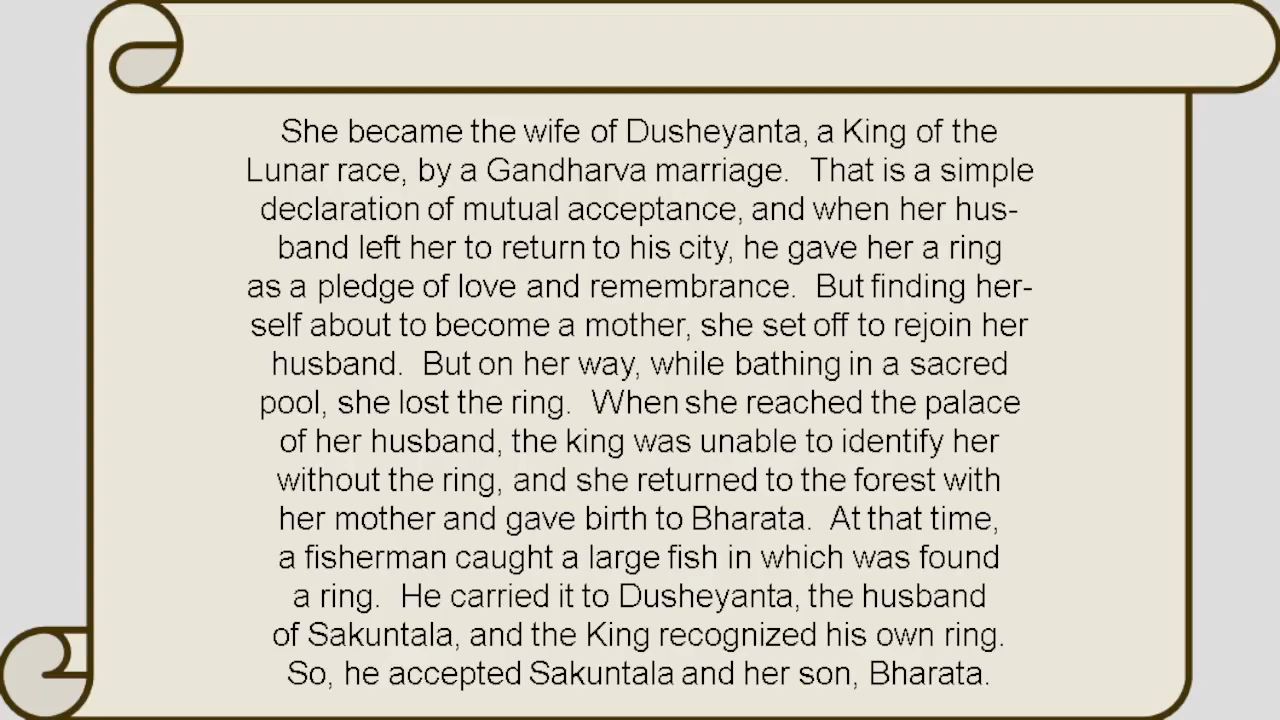 She became the wife of Dusheyanta, a King of the
Lunar race, by a Gandharva marriage.  That is a simple
declaration of mutual acceptance, and when her hus-
band left her to return to his city, he gave her a ring
as a pledge of love and remembrance.  But finding her-
self about to become a mother, she set off to rejoin her
husband.  But on her way, while bathing in a sacred
pool, she lost the ring.  When she reached the palace
of her husband, the king was unable to identify her
without the ring, and she returned to the forest with
her mother and gave birth to Bharata.  At that time,
a fisherman caught a large fish in which was found
a ring.  He carried it to Dusheyanta, the husband
of Sakuntala, and the King recognized his own ring.
So, he accepted Sakuntala and her son, Bharata.